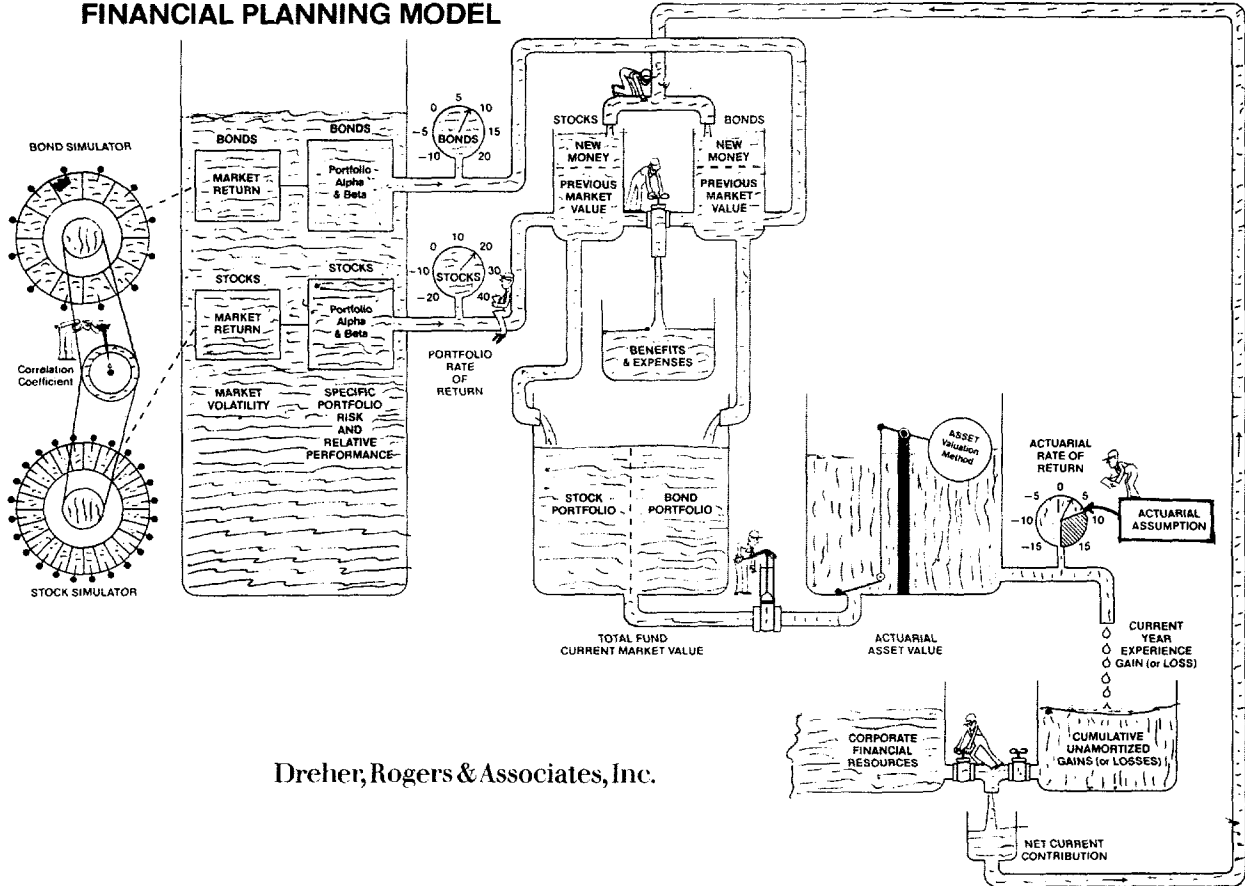 FINANCIAL PLANNING MODEL
BOND SIMULATOR
Correlation
Coefficient
STOCK SIMULATOR
BONDS
MARKET
RETURN
BONDS
Portfolio
Alpha
& Beta
STOCKS
MARKET
RETURN
STOCKS
Portfolio
Alpha
& Beta
MARKET
VOLATILITY
SPECIFIC
PORTFOLIO
RISK
AND
RELATIVE
PERFORMANCE
-10
-5
0
5
10
15
20
BONDS
-20
-10
0
10
20
30
40
STOCKS
PORTFOLIO
RATE
OF
RETURN
STOCKS
NEW
MONEY
PREVIOUS
MARKET
VALUE
BONDS
NEW
MONEY
PREVIOUS
MARKET
VALUE
BENEFITS
& EXPENSES
STOCK
PORTFOLIO
BOND
PORTFOLIO
TOTAL FUND
CURRENT MARKET VALUE
ASSET
Valuation
Method
ACTUARIAL
ASSET VALUE
ACTUARIAL
RATE OF
RETURN
-15
-10
-5
0
5
10
15
ACTUARIAL
ASSUMPTION
CURRENT
YEAR
EXPERIENCE
GAIN (or LOSS)
CORPORATE
FINANCIAL
RESOURCES
CUMULATIVE
UNAMORTIZED
GAINS (or LOSSES)
NET CURRENT
CONTRIBUTION
Dreher, Rogers & Associates, Inc.